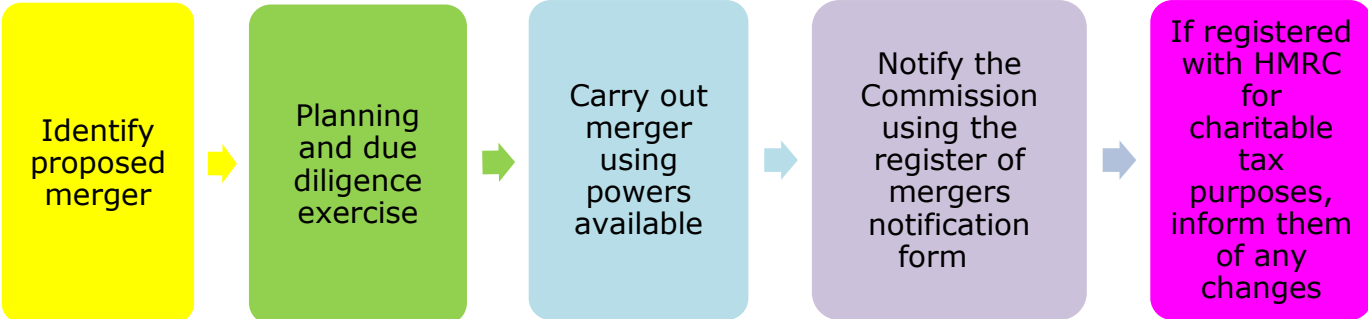 Identify
proposed
merger
Planning
and due
diligence
exercise
Carry out
merger
using
powers
available
Notify the
Commission
using the
register of
mergers
notification
form
If registered
with HMRC
for
charitable
tax
purposes,
inform them
of any
changes